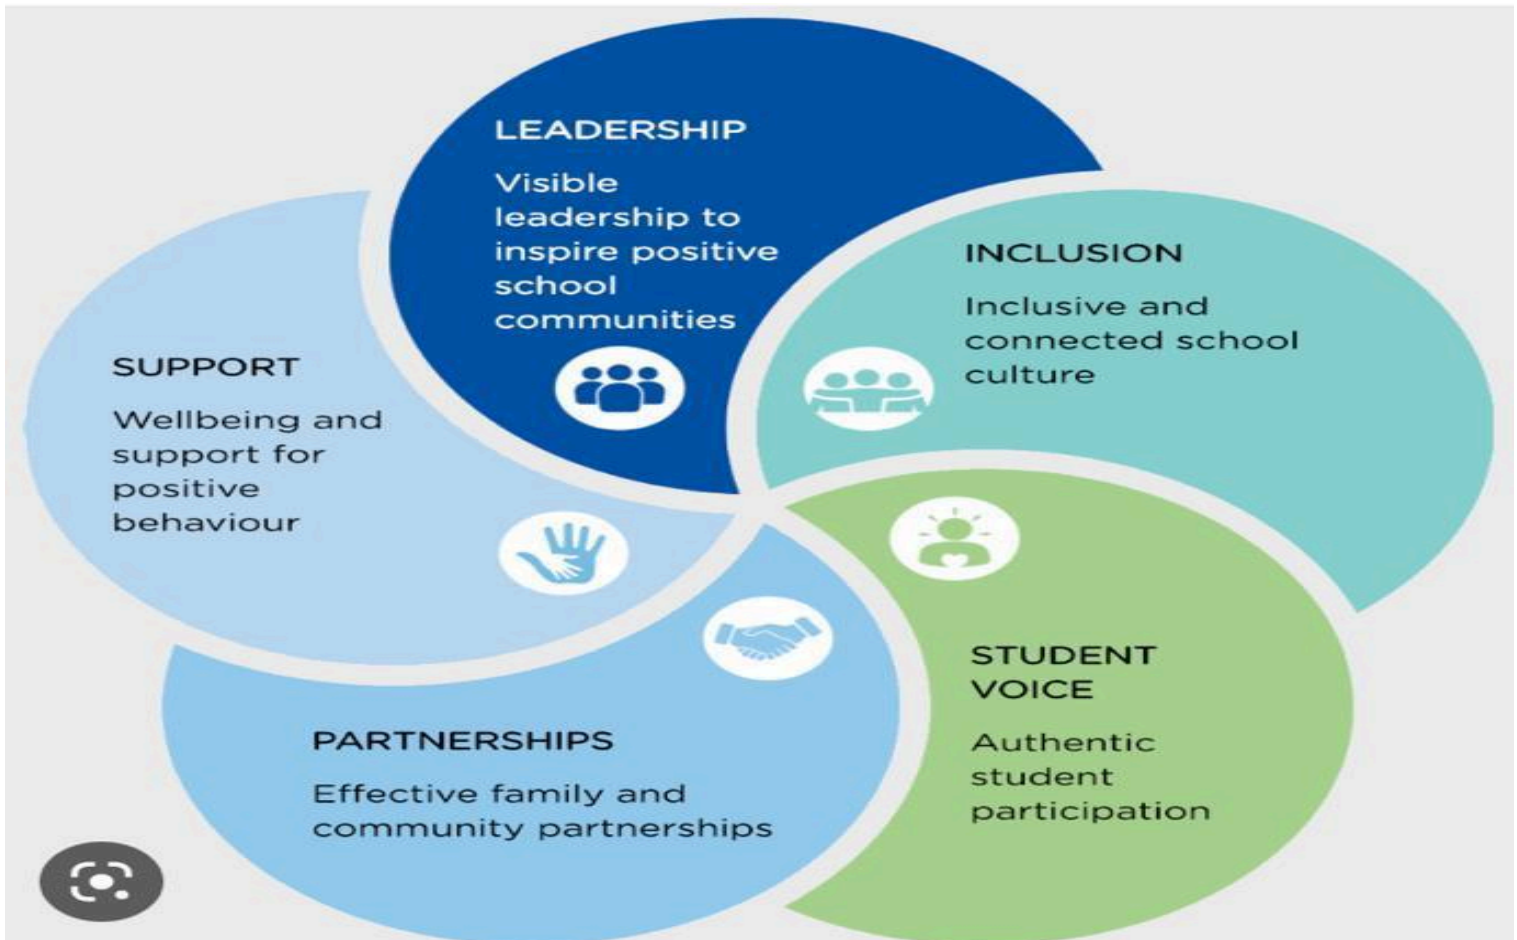 LEADERSHIP
Visible
leadership to
inspire positive
school
communities
INCLUSION
Inclusive and
connected school
culture
STUDENT
VOICE
Authentic
student
participation
PARTNERSHIPS
Effective family and
community partnerships
SUPPORT
Wellbeing and
support for
positive
behaviour